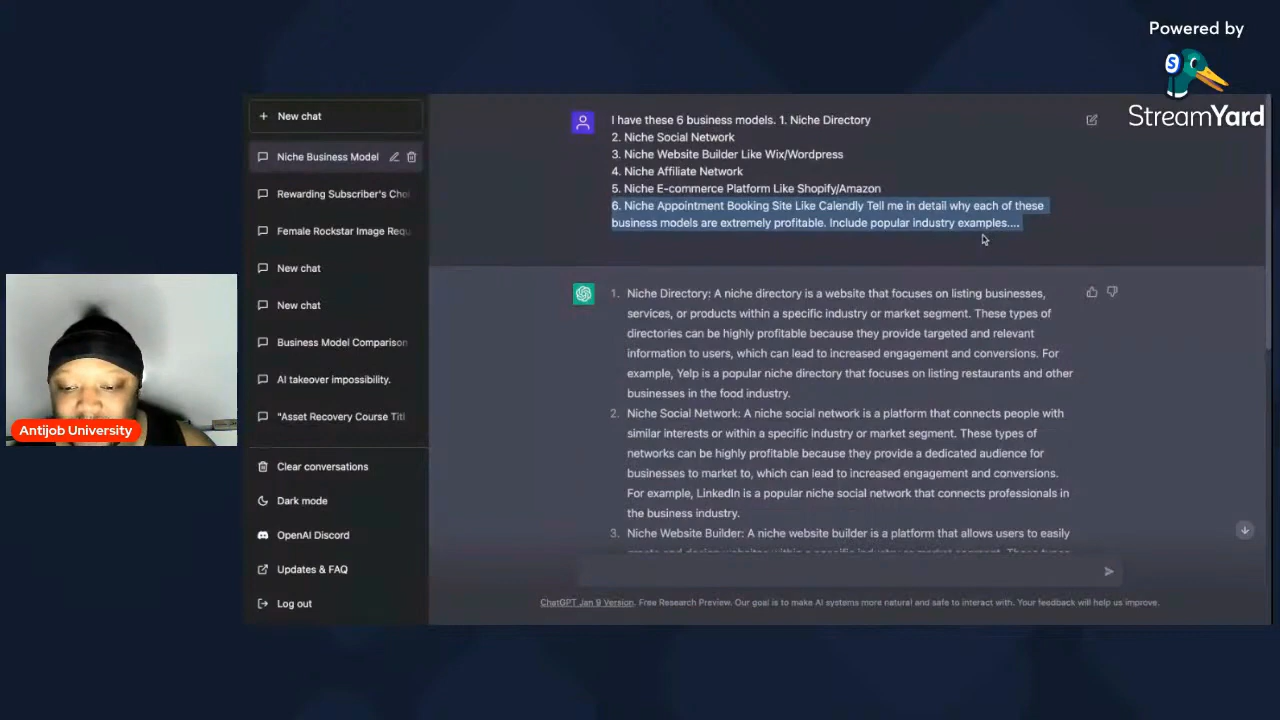 Powered by
S
StreamYard
New chat
Niche Business Model
Rewarding Subscriber's Choi
Female Rockstar Image Requ
New chat
New chat
Business Model Comparison
AI takeover impossibility.
"Asset Recovery Course Titl
Clear conversations
Dark mode
OpenAI Discord
Updates & FAQ
Log out
I have these 6 business models. 1. Niche Directory
2. Niche Social Network
3. Niche Website Builder Like Wix/Wordpress
4. Niche Affiliate Network
5. Niche E-commerce Platform Like Shopify/Amazon
6. Niche Appointment Booking Site Like Calendly Tell me in detail why each of these
business models are extremely profitable. Include popular industry examples....
1. Niche Directory: A niche directory is a website that focuses on listing businesses,
services, or products within a specific industry or market segment. These types of
directories can be highly profitable because they provide targeted and relevant
information to users, which can lead to increased engagement and conversions. For
example, Yelp is a popular niche directory that focuses on listing restaurants and other
businesses in the food industry.
2. Niche Social Network: A niche social network is a platform that connects people with
similar interests or within a specific industry or market segment. These types of
networks can be highly profitable because they provide a dedicated audience for
businesses to market to, which can lead to increased engagement and conversions.
For example, LinkedIn is a popular niche social network that connects professionals in
the business industry.
3. Niche Website Builder: A niche website builder is a platform that allows users to easily
ChatGPT Jan 9 Version. Free Research Preview. Our goal is to make AI systems more natural and safe to interact with. Your feedback will help us improve.
Antijob University